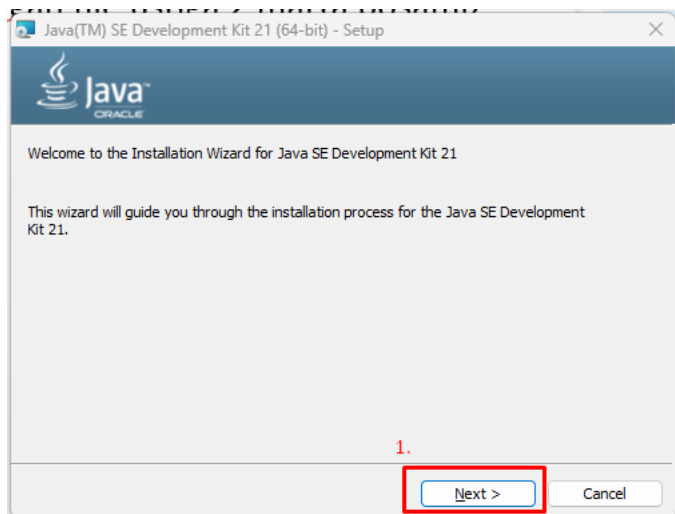 Java(TM) SE Development Kit 21 (64-bit) - Setup
Java™
ORACLE
Welcome to the Installation Wizard for Java SE Development Kit 21
This wizard will guide you through the installation process for the Java SE Development
Kit 21.
1.
Next >
Cancel